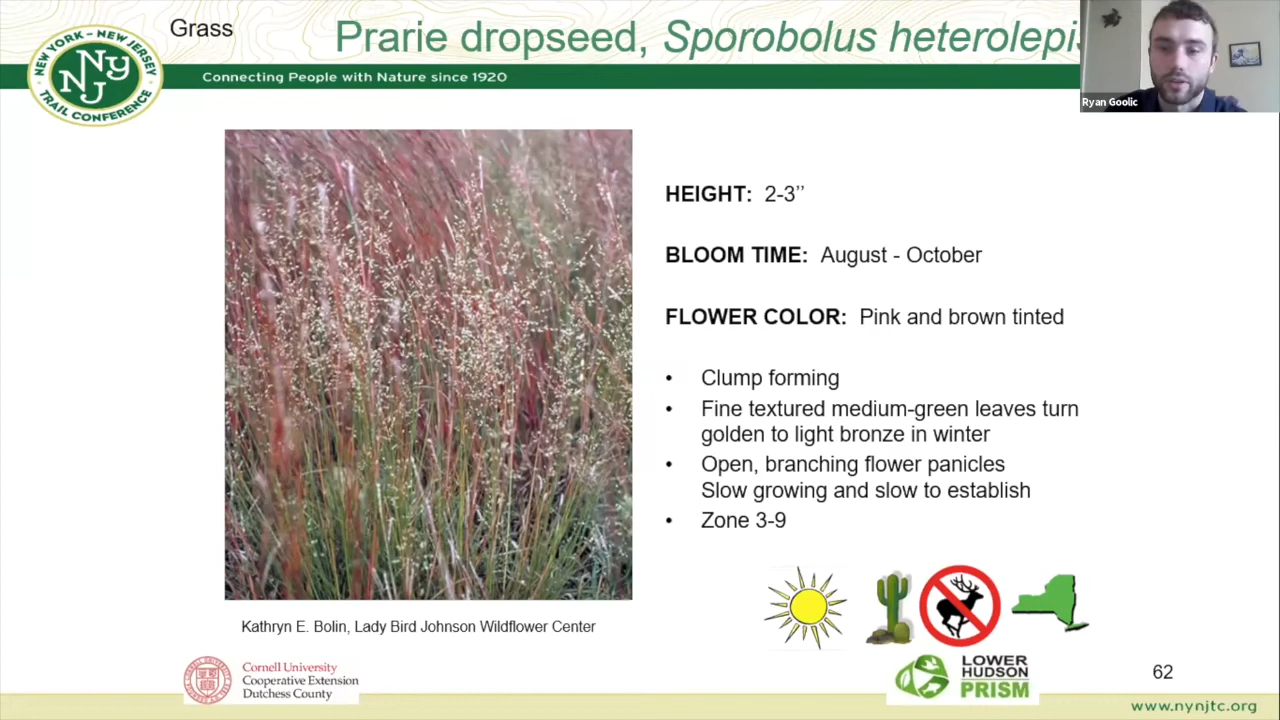 Grass
Prarie dropseed, Sporobolus heterolepi
NEW YORK - NEW JERSEY
NY
NJ
TRAIL CONFERENCE
Connecting People with Nature since 1920
Ryan Goolic
HEIGHT: 2-3’’
BLOOM TIME: August - October
FLOWER COLOR: Pink and brown tinted
• Clump forming
• Fine textured medium-green leaves turn
golden to light bronze in winter
• Open, branching flower panicles
Slow growing and slow to establish
• Zone 3-9
Kathryn E. Bolin, Lady Bird Johnson Wildflower Center
Cornell University
Cooperative Extension
Dutchess County
LOWER
HUDSON
PRISM
62
www.nynjtc.org